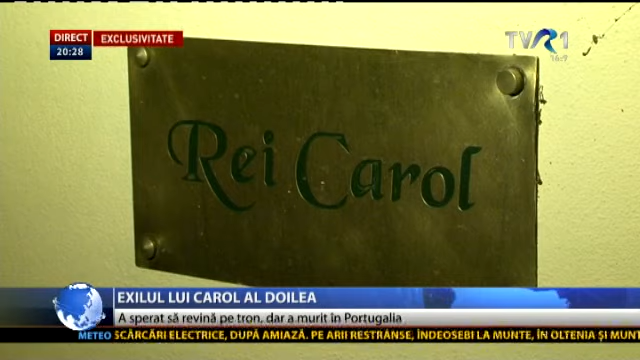 DIRECT
EXCLUSIVITATE
20:28
TVR1
16:9
Rei Carol
EXILUL LUI CAROL AL DOILEA
A sperat să revină pe tron, dar a murit în Portugalia
METEO SCĂRCĂRI ELECTRICE, DUPĂ AMIAZĂ. PE ARII RESTRÂNSE, ÎNDEOSEBI LA MUNTE, ÎN OLTENIA ȘI MUNT